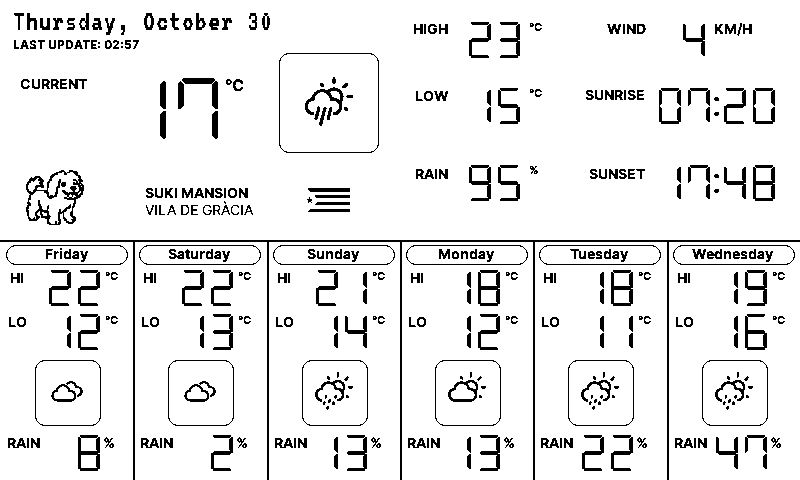 Thursday, October 30
LAST UPDATE: 02:57
CURRENT 17 °C
SUKI MANSION
VILA DE GRÀCIA
HIGH 23 °C
LOW 15 °C
RAIN 95 %
WIND 4 KM/H
SUNRISE 07:20
SUNSET 17:48
Friday
HI 22 °C
LO 12 °C
RAIN 8 %
Saturday
HI 22 °C
LO 13 °C
RAIN 2 %
Sunday
HI 21 °C
LO 14 °C
RAIN 13 %
Monday
HI 18 °C
LO 12 °C
RAIN 13 %
Tuesday
HI 18 °C
LO 11 °C
RAIN 22 %
Wednesday
HI 19 °C
LO 16 °C
RAIN 47 %